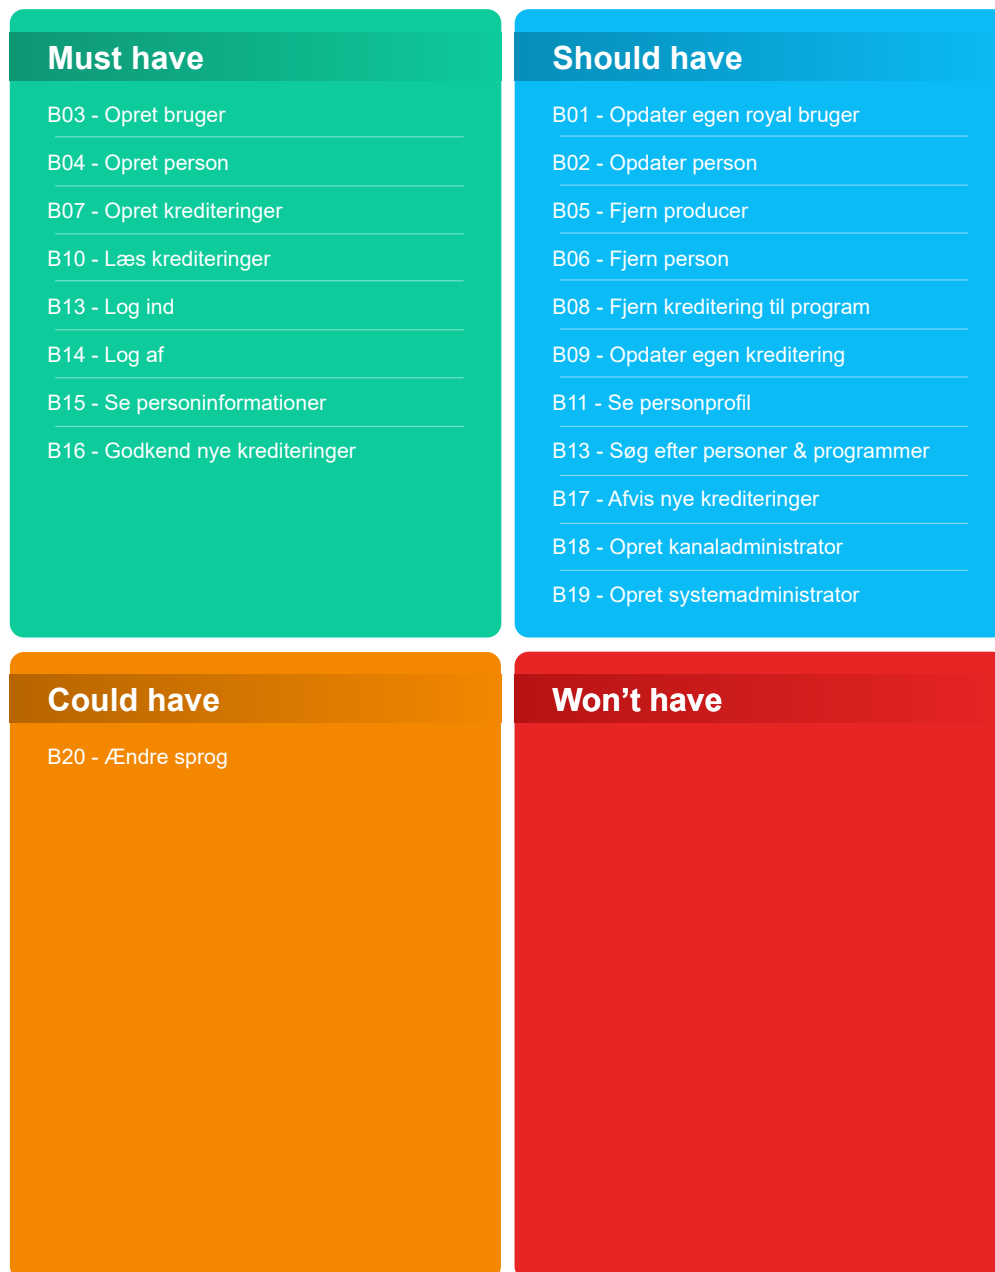 Must have
B03 - Opret bruger
B04 - Opret person
B07 - Opret krediteringer
B10 - Læs krediteringer
B13 - Log ind
B14 - Log af
B15 - Se personinformationer
B16 - Godkend nye krediteringer
Should have
B01 - Opdater egen royal bruger
B02 - Opdater person
B05 - Fjern producer
B06 - Fjern person
B08 - Fjern kreditering til program
B09 - Opdater egen kreditering
B11 - Se personprofil
B13 - Søg efter personer & programmer
B17 - Afvis nye krediteringer
B18 - Opret kanaladministrator
B19 - Opret systemadministrator
Could have
B20 - Ændre sprog
Won’t have